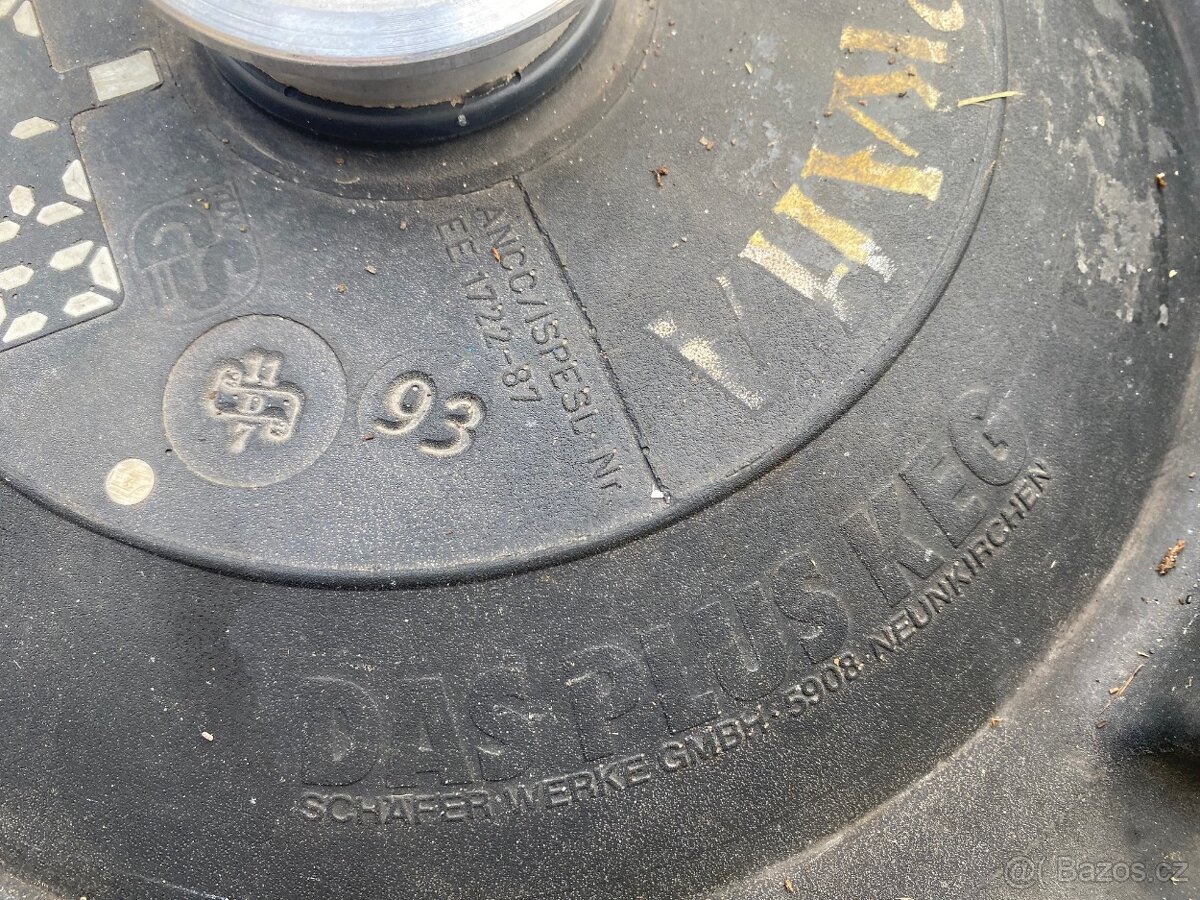 ANCC/ISPESL·Nr
EE 1722-87
11
D
7
93
DAS PLUS KEG
SCHÄFER·WERKE GMBH·5908·NEUNKIRCHEN
@( Bazos.cz